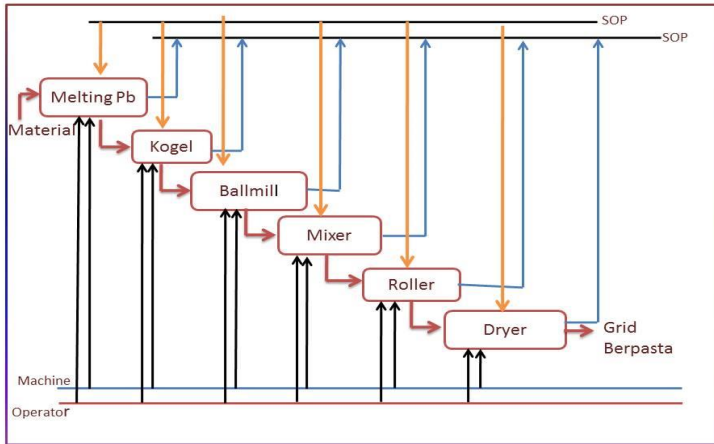 SOP
SOP
Melting Pb
Material
Kogel
Ballmill
Mixer
Roller
Dryer
Grid
Berpasta
Machine
Operator